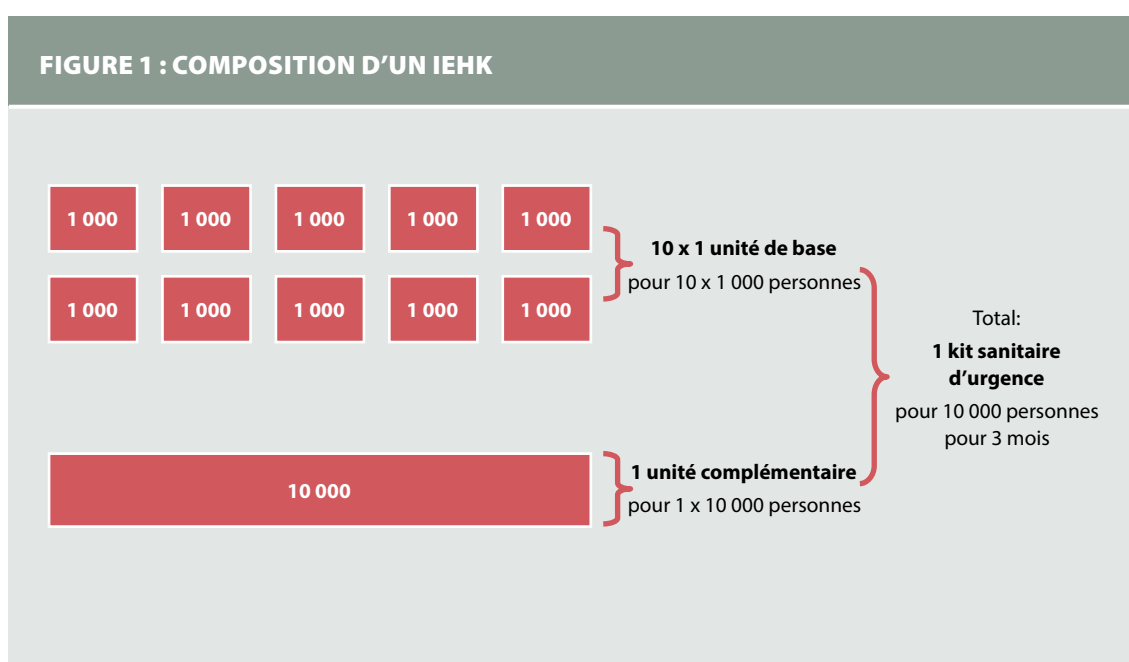 FIGURE 1 : COMPOSITION D’UN IEHK
1 000 1 000 1 000 1 000 1 000
1 000 1 000 1 000 1 000 1 000
10 x 1 unité de base
pour 10 x 1 000 personnes
10 000
1 unité complémentaire
pour 1 x 10 000 personnes
Total:
1 kit sanitaire
d’urgence
pour 10 000 personnes
pour 3 mois